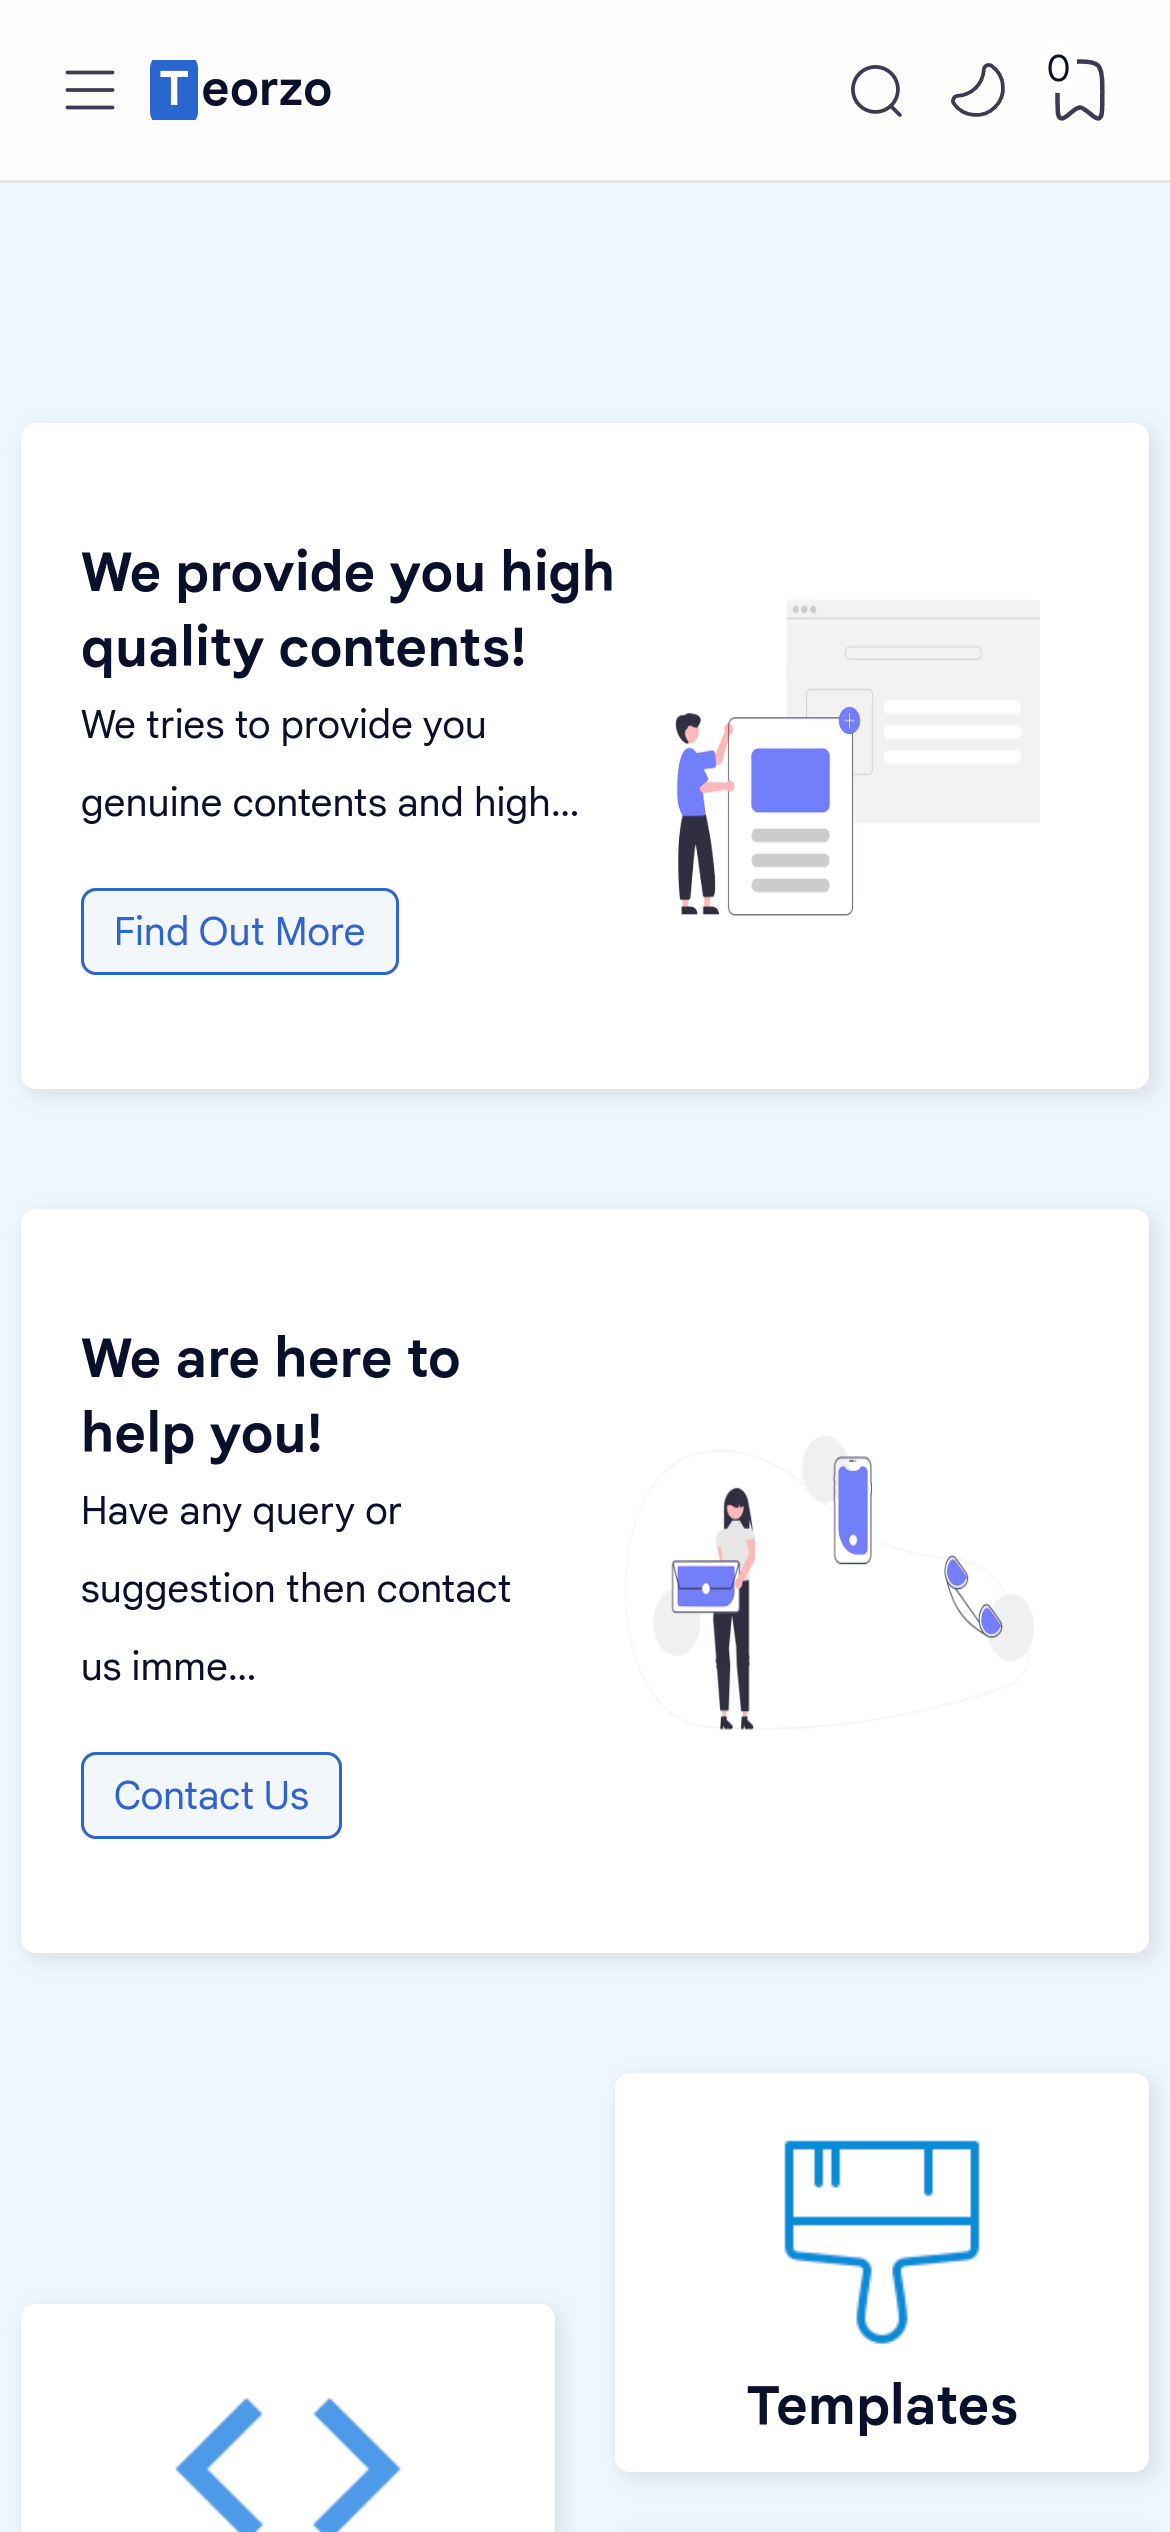 Teorzo
0
We provide you high
quality contents!
We tries to provide you
genuine contents and high...
Find Out More
We are here to
help you!
Have any query or
suggestion then contact
us imme...
Contact Us
Templates